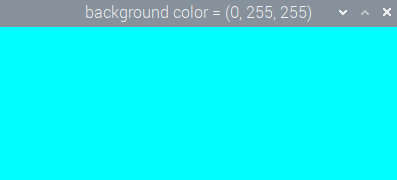 background color = (0, 255, 255)